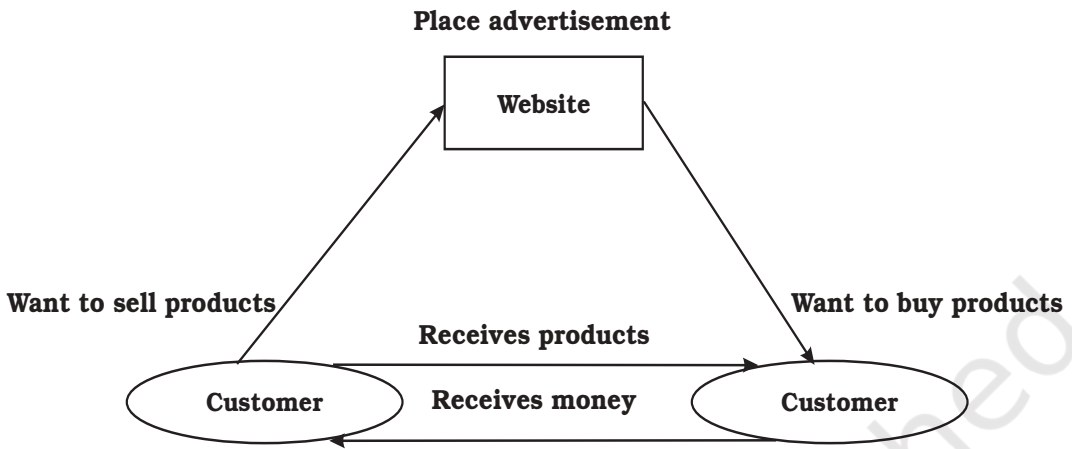 Place advertisement
Website
Want to sell products
Want to buy products
Receives products
Customer
Receives money
Customer